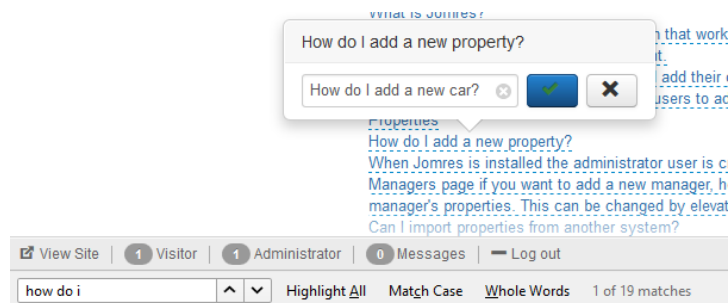 What is Jomres?
How do I add a new property?
that work
t.
How do I add a new car?
add their
users to ad
Properties
How do I add a new property?
When Jomres is installed the administrator user is c
Managers page if you want to add a new manager, h
manager's properties. This can be changed by elevat
Can I import properties from another system?
View Site 1 Visitor 1 Administrator 0 Messages Log out
how do i Highlight All Match Case Whole Words 1 of 19 matches